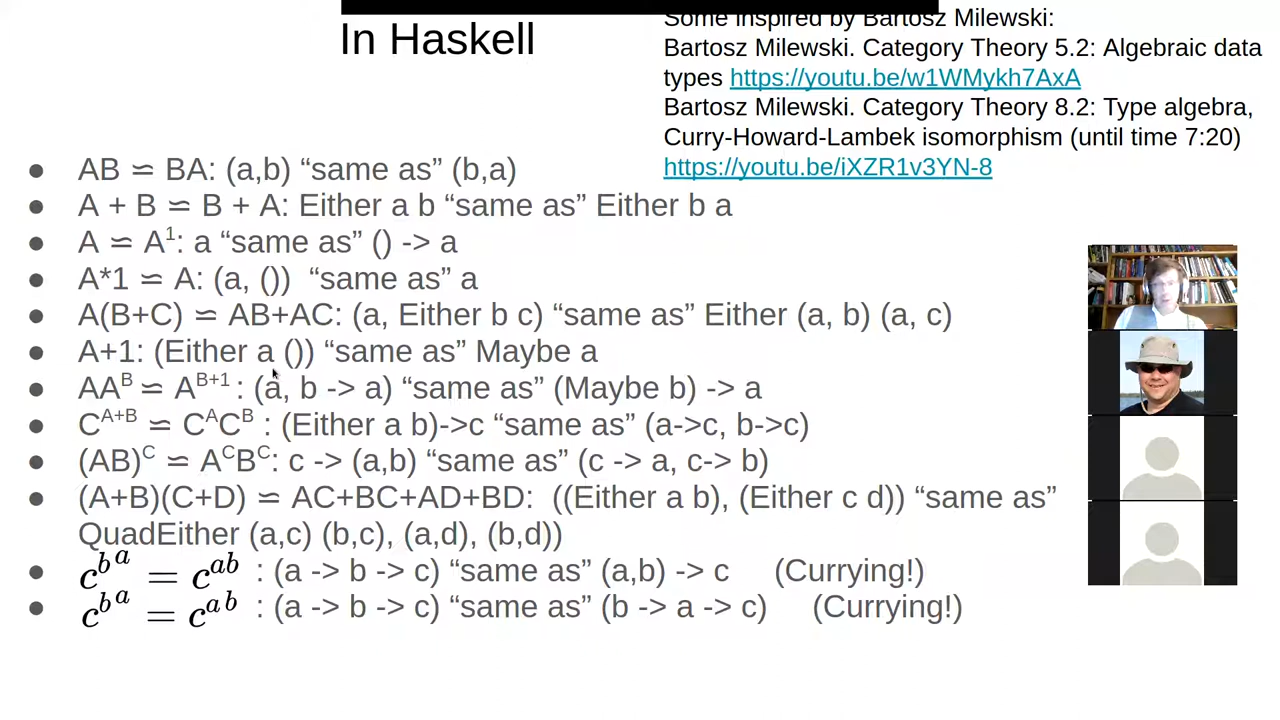 In Haskell
Some inspired by Bartosz Milewski:
Bartosz Milewski. Category Theory 5.2: Algebraic data
types https://youtu.be/w1WMykh7AxA
Bartosz Milewski. Category Theory 8.2: Type algebra,
Curry-Howard-Lambek isomorphism (until time 7:20)
https://youtu.be/iXZR1v3YN-8
● AB ≌ BA: (a,b) “same as” (b,a)
● A + B ≌ B + A: Either a b “same as” Either b a
● A ≌ A¹: a “same as” () -> a
● A*1 ≌ A: (a, ()) “same as” a
● A(B+C) ≌ AB+AC: (a, Either b c) “same as” Either (a, b) (a, c)
● A+1: (Either a ()) “same as” Maybe a
● AA^B ≌ A^B+1 : (a, b -> a) “same as” (Maybe b) -> a
● C^A+B ≌ C^AC^B : (Either a b)->c “same as” (a->c, b->c)
● (AB)^C ≌ A^CB^C: c -> (a,b) “same as” (c -> a, c-> b)
● (A+B)(C+D) ≌ AC+BC+AD+BD: ((Either a b), (Either c d)) “same as”
QuadEither (a,c) (b,c), (a,d), (b,d))
● c^b^a = c^ab : (a -> b -> c) “same as” (a,b) -> c (Currying!)
● c^b^a = c^a^b : (a -> b -> c) “same as” (b -> a -> c) (Currying!)